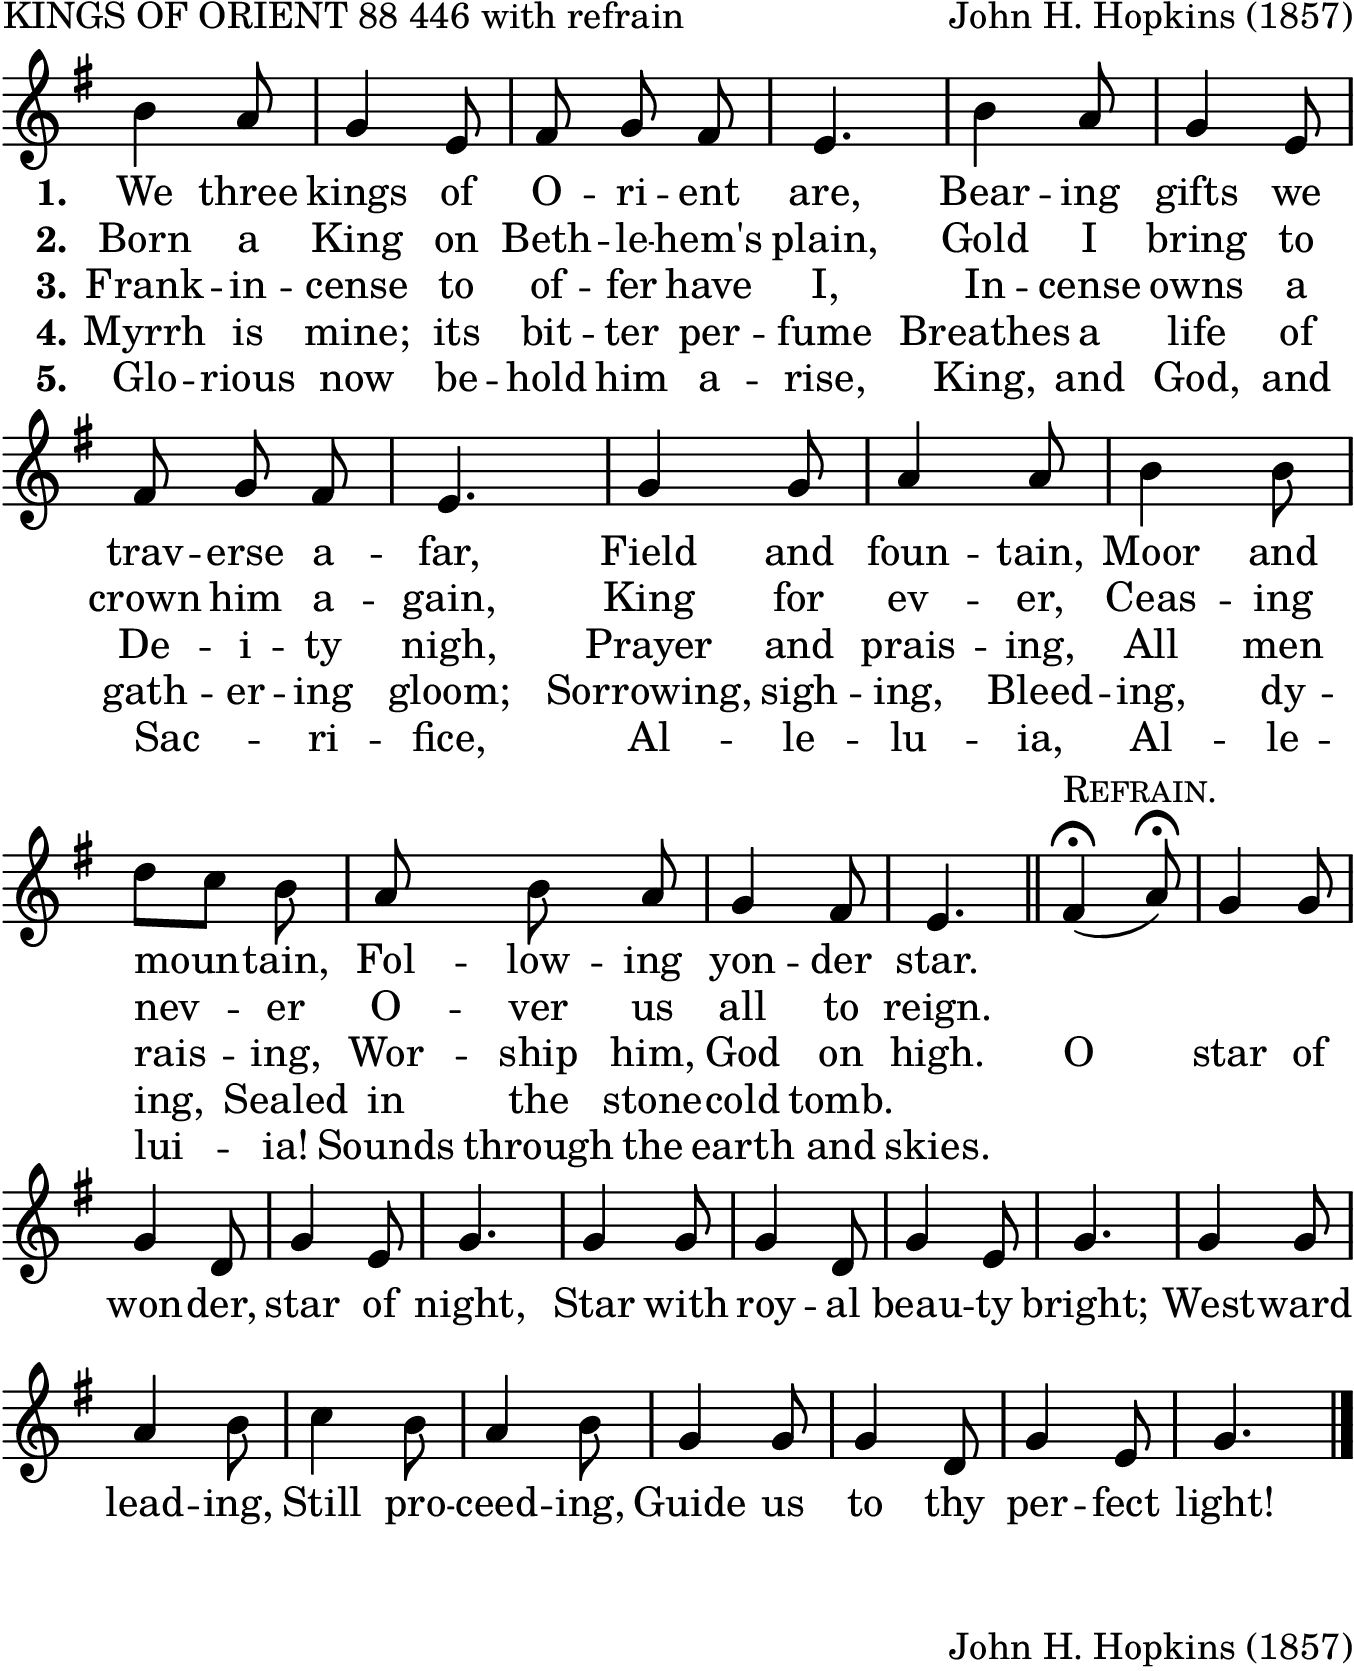 KINGS OF ORIENT 88 446 with refrain John H. Hopkins (1857)
1. We three kings of O - ri - ent are, Bear - ing gifts we
2. Born a King on Beth - le - hem's plain, Gold I bring to
3. Frank - in - cense to of - fer have I, In - cense owns a
4. Myrrh is mine; its bit - ter per - fume Breathes a life of
5. Glo - rious now be - hold him a - rise, King, and God, and
trav - erse a - far, Field and foun - tain, Moor and
crown him a - gain, King for ev - er, Ceas - ing
De - i - ty nigh, Prayer and prais - ing, All men
gath - er - ing gloom; Sorrowing, sigh - ing, Bleed - ing, dy -
Sac - ri - fice, Al - le - lu - ia, Al - le -
REFRAIN.
mountain, Fol - low - ing yon - der star.
nev - er O - ver us all to reign.
rais - ing, Wor - ship him, God on high. O star of
ing, Sealed in the stonecold tomb.
lui - ia! Sounds through the earth and skies.
wonder, star of night, Star with roy - al beau - ty bright; Westward
lead - ing, Still pro - ceed - ing, Guide us to thy per - fect light!
John H. Hopkins (1857)